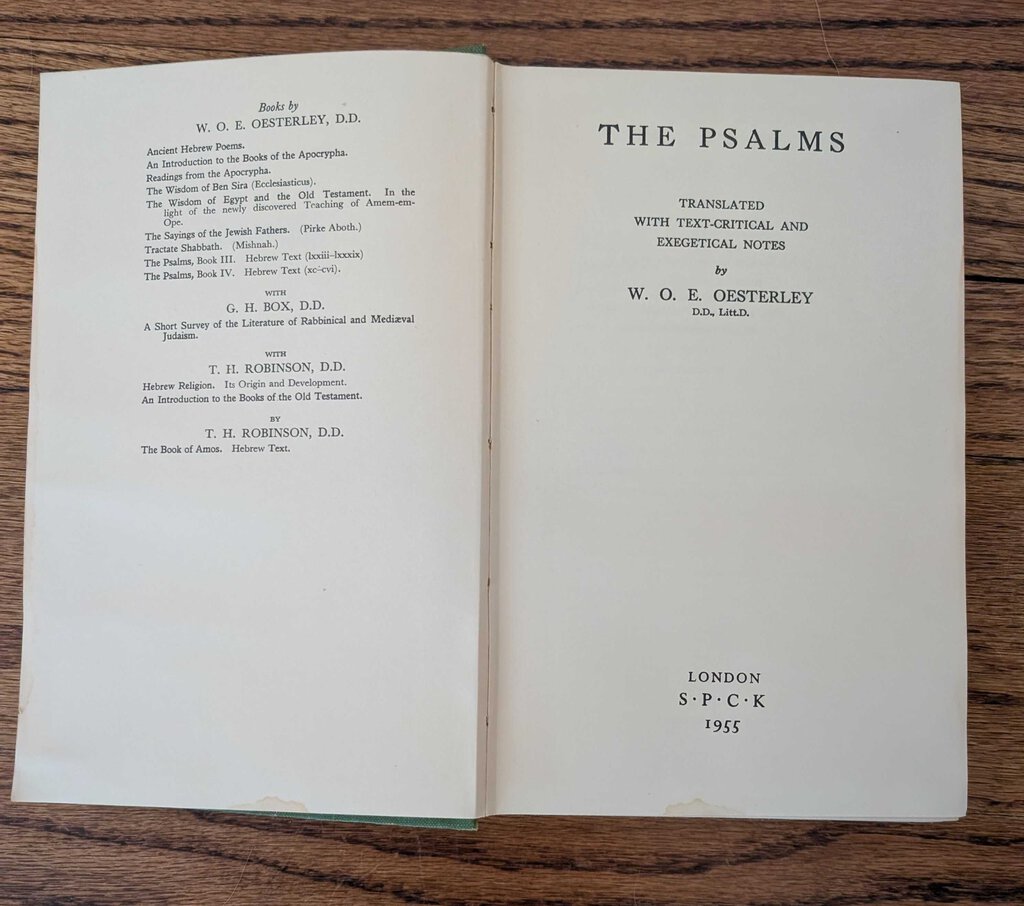 Books by
W. O. E. OESTERLEY, D.D.
Ancient Hebrew Poems.
An Introduction to the Books of the Apocrypha.
Readings from the Apocrypha.
The Wisdom of Ben Sira (Ecclesiasticus).
The Wisdom of Egypt and the Old Testament. In the
light of the newly discovered Teaching of Amem-em-
Ope.
The Sayings of the Jewish Fathers. (Pirke Aboth.)
Tractate Shabbath. (Mishnah.)
The Psalms, Book III. Hebrew Text (lxxiii–lxxxix)
The Psalms, Book IV. Hebrew Text (xc–cvi).
WITH
G. H. BOX, D.D.
A Short Survey of the Literature of Rabbinical and Mediæval
Judaism.
WITH
T. H. ROBINSON, D.D.
Hebrew Religion. Its Origin and Development.
An Introduction to the Books of the Old Testament.
BY
T. H. ROBINSON, D.D.
The Book of Amos. Hebrew Text.
THE PSALMS
TRANSLATED
WITH TEXT-CRITICAL AND
EXEGETICAL NOTES
by
W. O. E. OESTERLEY
D.D., Litt.D.
LONDON
S·P·C·K
1955